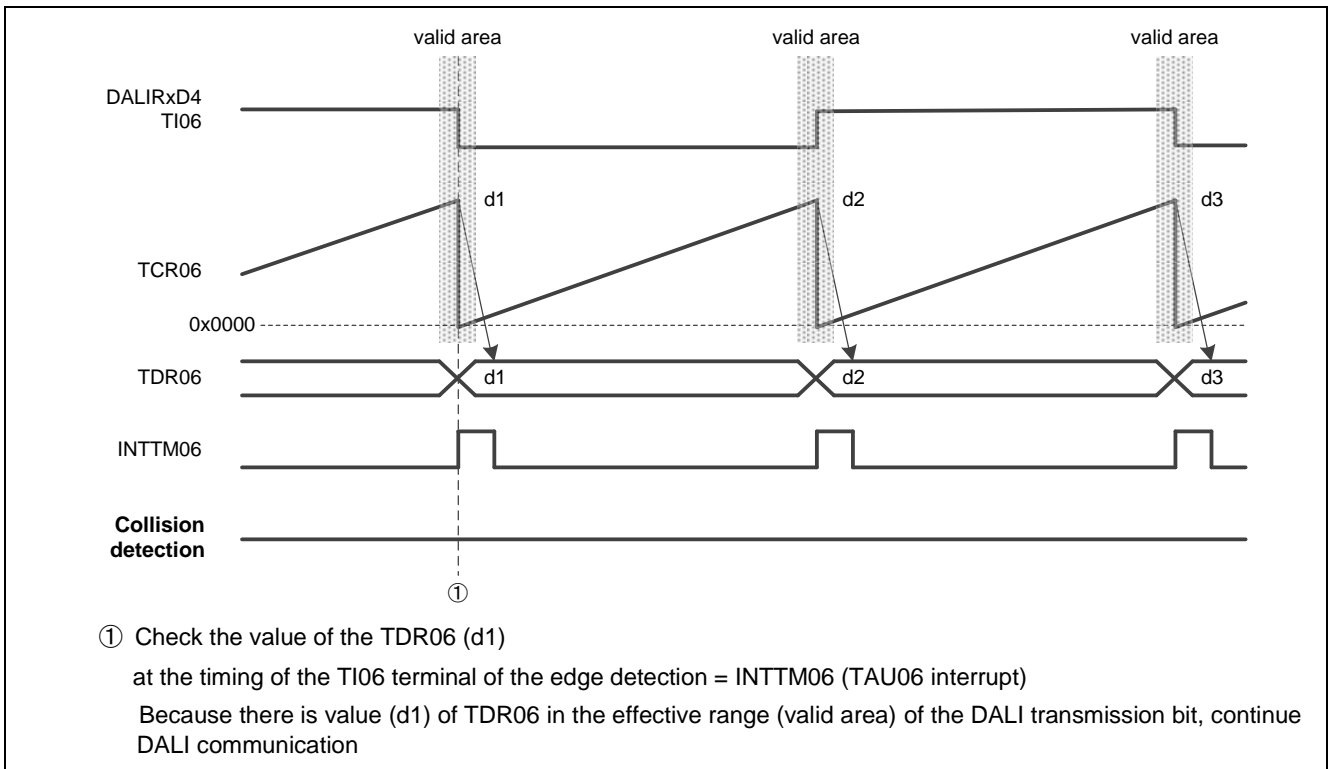 valid area valid area valid area
DALIRxD4
TI06
d1 d2 d3
TCR06
0x0000
TDR06 d1 d2 d3
INTTM06
Collision
detection
①
① Check the value of the TDR06 (d1)
at the timing of the TI06 terminal of the edge detection = INTTM06 (TAU06 interrupt)
Because there is value (d1) of TDR06 in the effective range (valid area) of the DALI transmission bit, continue
DALI communication